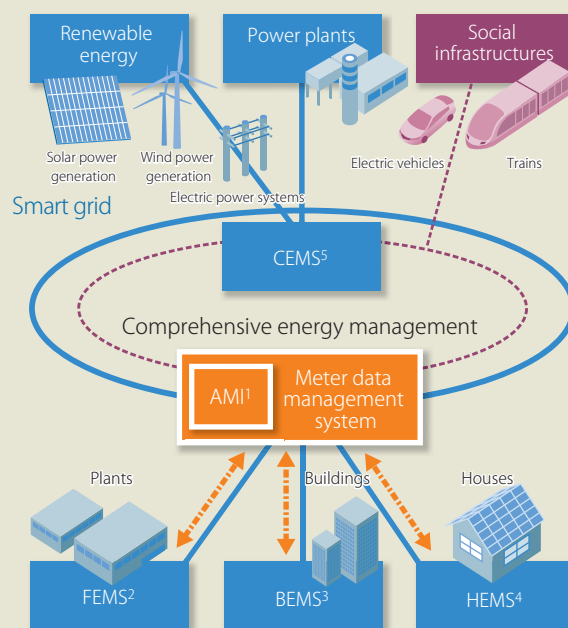 Renewable
energy
Power plants
Social
infrastructures
Solar power
generation
Wind power
generation
Electric power systems
Electric vehicles
Trains
Smart grid
CEMS⁵
Comprehensive energy management
AMI¹
Meter data
management
system
Plants
Buildings
Houses
FEMS²
BEMS³
HEMS⁴